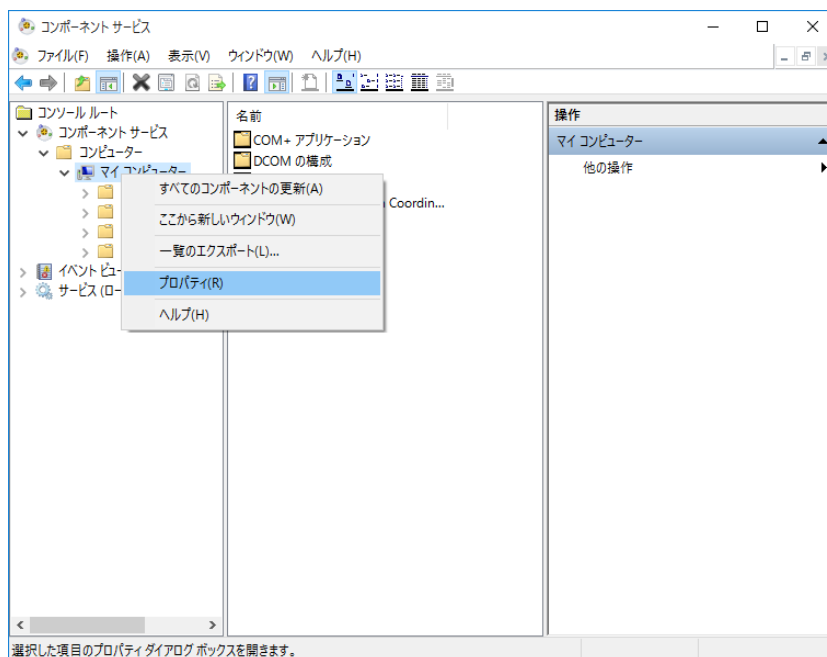 コンポーネント サービス
ファイル(F) 操作(A) 表示(V) ウィンドウ(W) ヘルプ(H)
コンソール ルート
コンポーネント サービス
コンピューター
マイ コンピューター
イベント ビュー
サービス (ロー
すべてのコンポーネントの更新(A)
ここから新しいウィンドウ(W)
一覧のエクスポート(L)...
プロパティ(R)
ヘルプ(H)
名前
COM+ アプリケーション
DCOM の構成
Coordin...
操作
マイ コンピューター
他の操作
選択した項目のプロパティ ダイアログ ボックスを開きます。